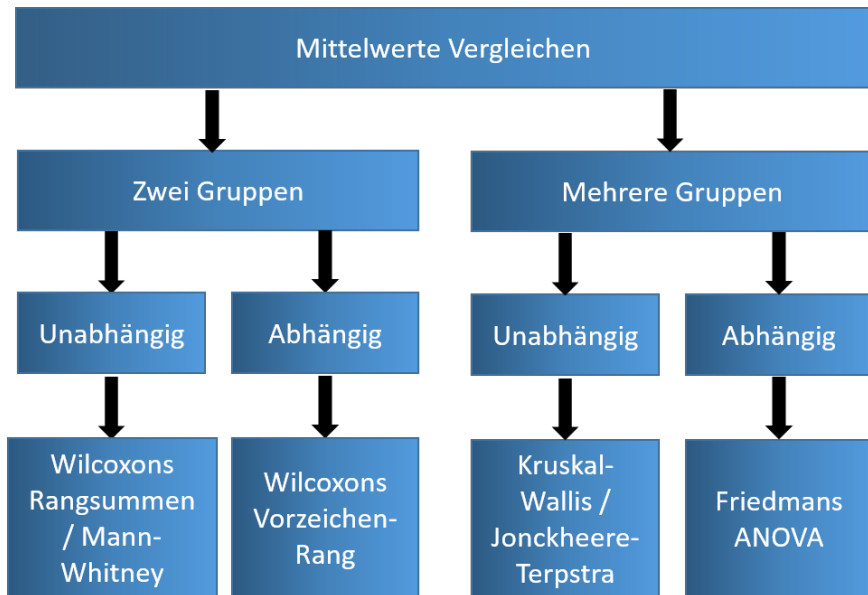 Mittelwerte Vergleichen
Zwei Gruppen
Mehrere Gruppen
Unabhängig
Abhängig
Unabhängig
Abhängig
Wilcoxons
Rangsummen
/ Mann-
Whitney
Wilcoxons
Vorzeichen-
Rang
Kruskal-
Wallis /
Jonckheere-
Terpstra
Friedmans
ANOVA